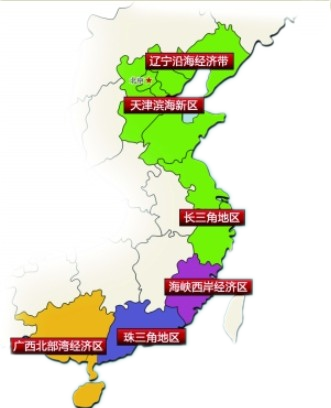 辽宁沿海经济带
北京
天津滨海新区
长三角地区
海峡西岸经济区
珠三角地区
广西北部湾经济区